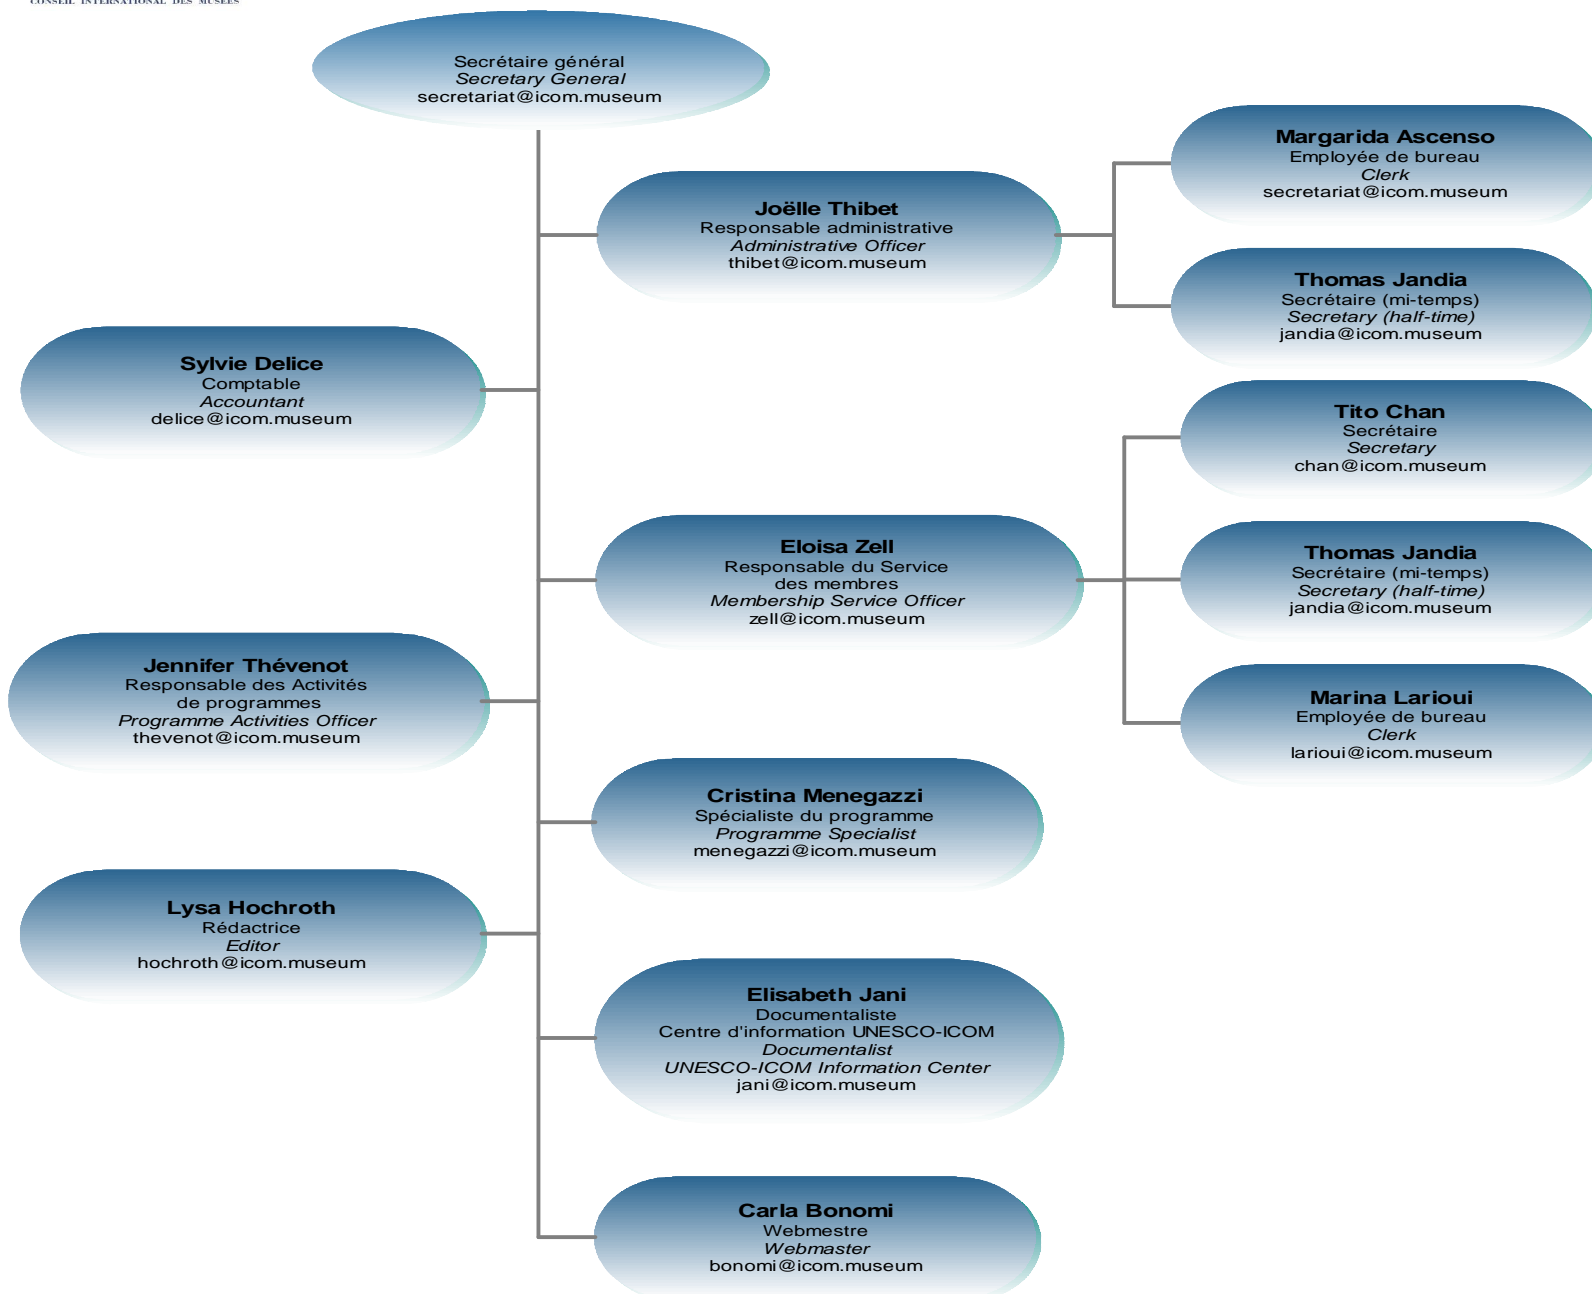 CONSEIL INTERNATIONAL DES MUSÉES
Secrétaire général
Secretary General
secretariat@icom.museum
Margarida Ascenso
Employée de bureau
Clerk
secretariat@icom.museum
Joëlle Thibet
Responsable administrative
Administrative Officer
thibet@icom.museum
Thomas Jandia
Secrétaire (mi-temps)
Secretary (half-time)
jandia@icom.museum
Sylvie Delice
Comptable
Accountant
delice@icom.museum
Tito Chan
Secrétaire
Secretary
chan@icom.museum
Eloisa Zell
Responsable du Service
des membres
Membership Service Officer
zell@icom.museum
Thomas Jandia
Secrétaire (mi-temps)
Secretary (half-time)
jandia@icom.museum
Jennifer Thévenot
Responsable des Activités
de programmes
Programme Activities Officer
thevenot@icom.museum
Marina Larioui
Employée de bureau
Clerk
larioui@icom.museum
Cristina Menegazzi
Spécialiste du programme
Programme Specialist
menegazzi@icom.museum
Lysa Hochroth
Rédactrice
Editor
hochroth@icom.museum
Elisabeth Jani
Documentaliste
Centre d'information UNESCO-ICOM
Documentalist
UNESCO-ICOM Information Center
jani@icom.museum
Carla Bonomi
Webmestre
Webmaster
bonomi@icom.museum